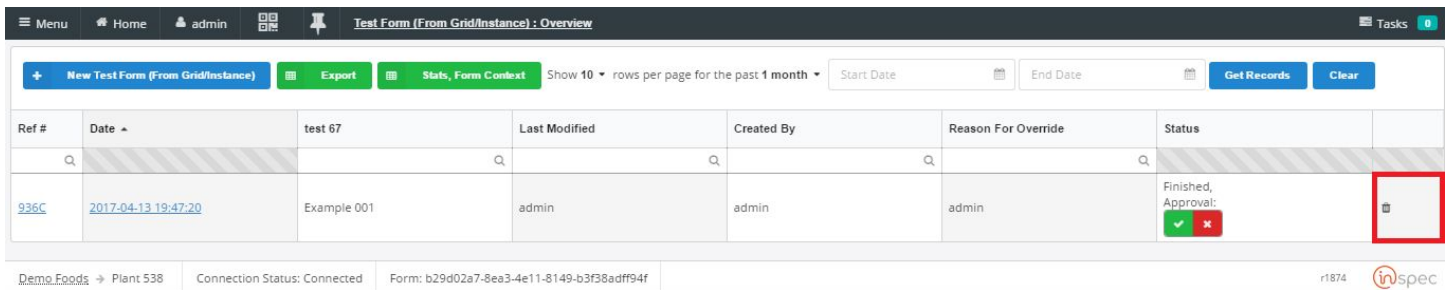 Menu Home admin Test Form (From Grid/Instance) : Overview Tasks 0
New Test Form (From Grid/Instance) Export Stats, Form Context Show 10 rows per page for the past 1 month Start Date End Date Get Records Clear
Ref # Date test 67 Last Modified Created By Reason For Override Status
936C 2017-04-13 19:47:20 Example 001 admin admin admin Finished,
Approval:
Demo Foods → Plant 538 Connection Status: Connected Form: b29d02a7-8ea3-4e11-8149-b3f38adff94f r1874 inspec